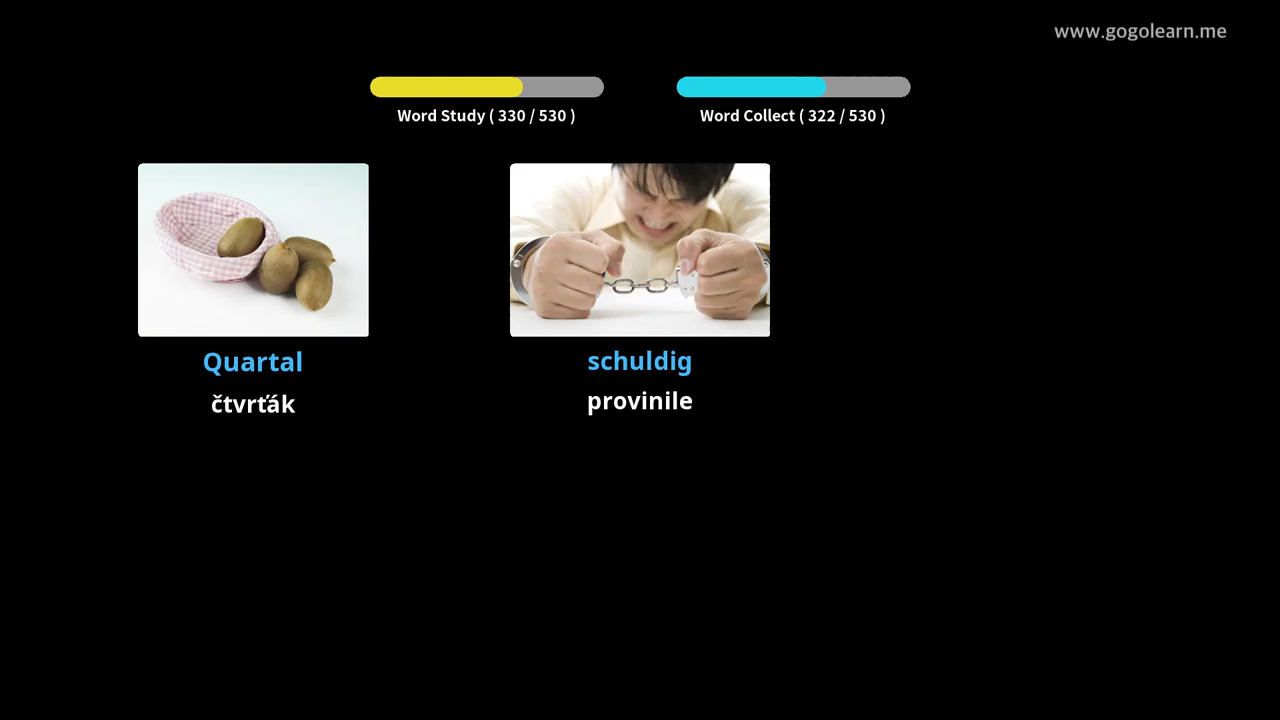 www.gogolearn.me
Word Study ( 330 / 530 )
Word Collect ( 322 / 530 )
Quartal
čtvrťák
schuldig
provinile